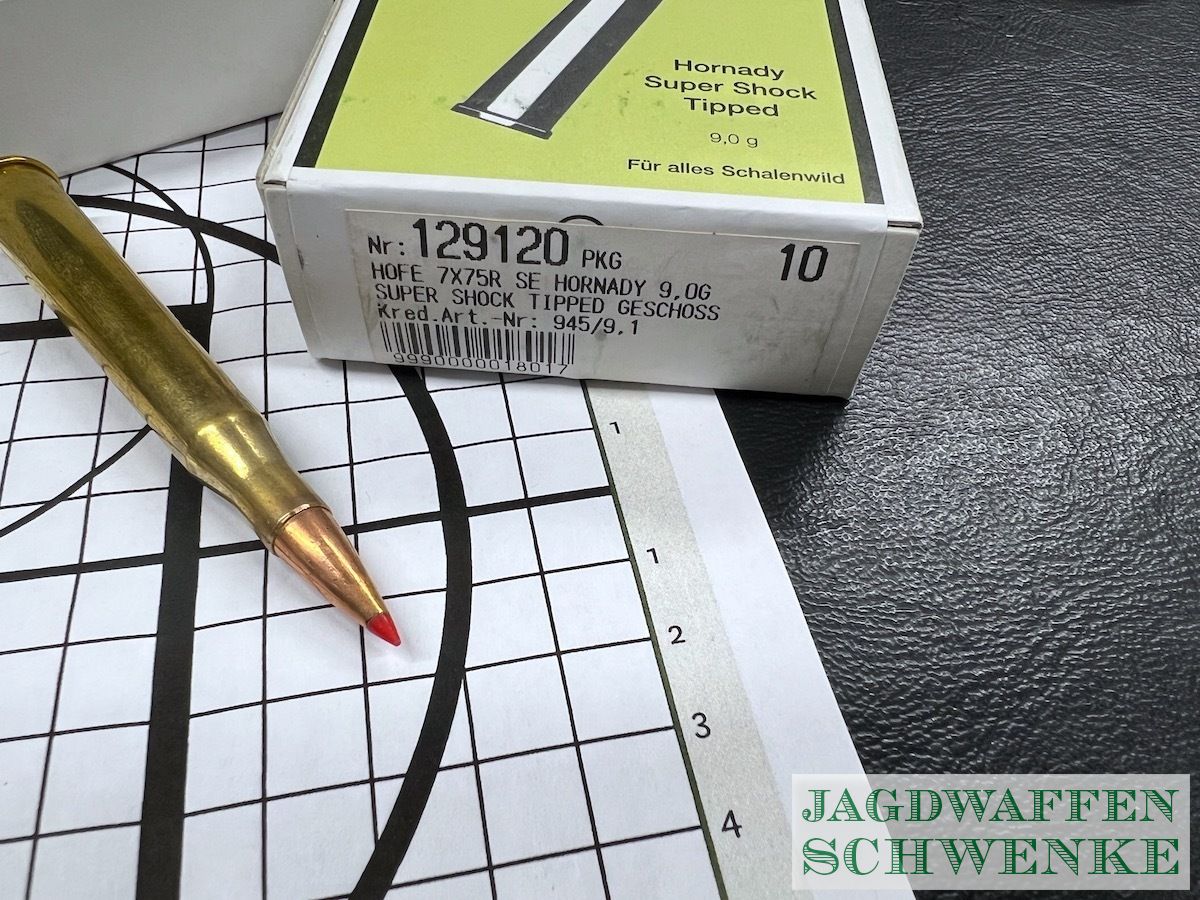 Hornady
Super Shock
Tipped
9,0 g
Für alles Schalenwild
Nr: 129120 PKG 10
HOFE 7X75R SE HORNADY 9,0G
SUPER SHOCK TIPPED GESCHOSS
Kred.Art.-Nr: 945/9,1
9990000018017
1
1
2
3
4
JAGDWAFFEN
SCHWENKE